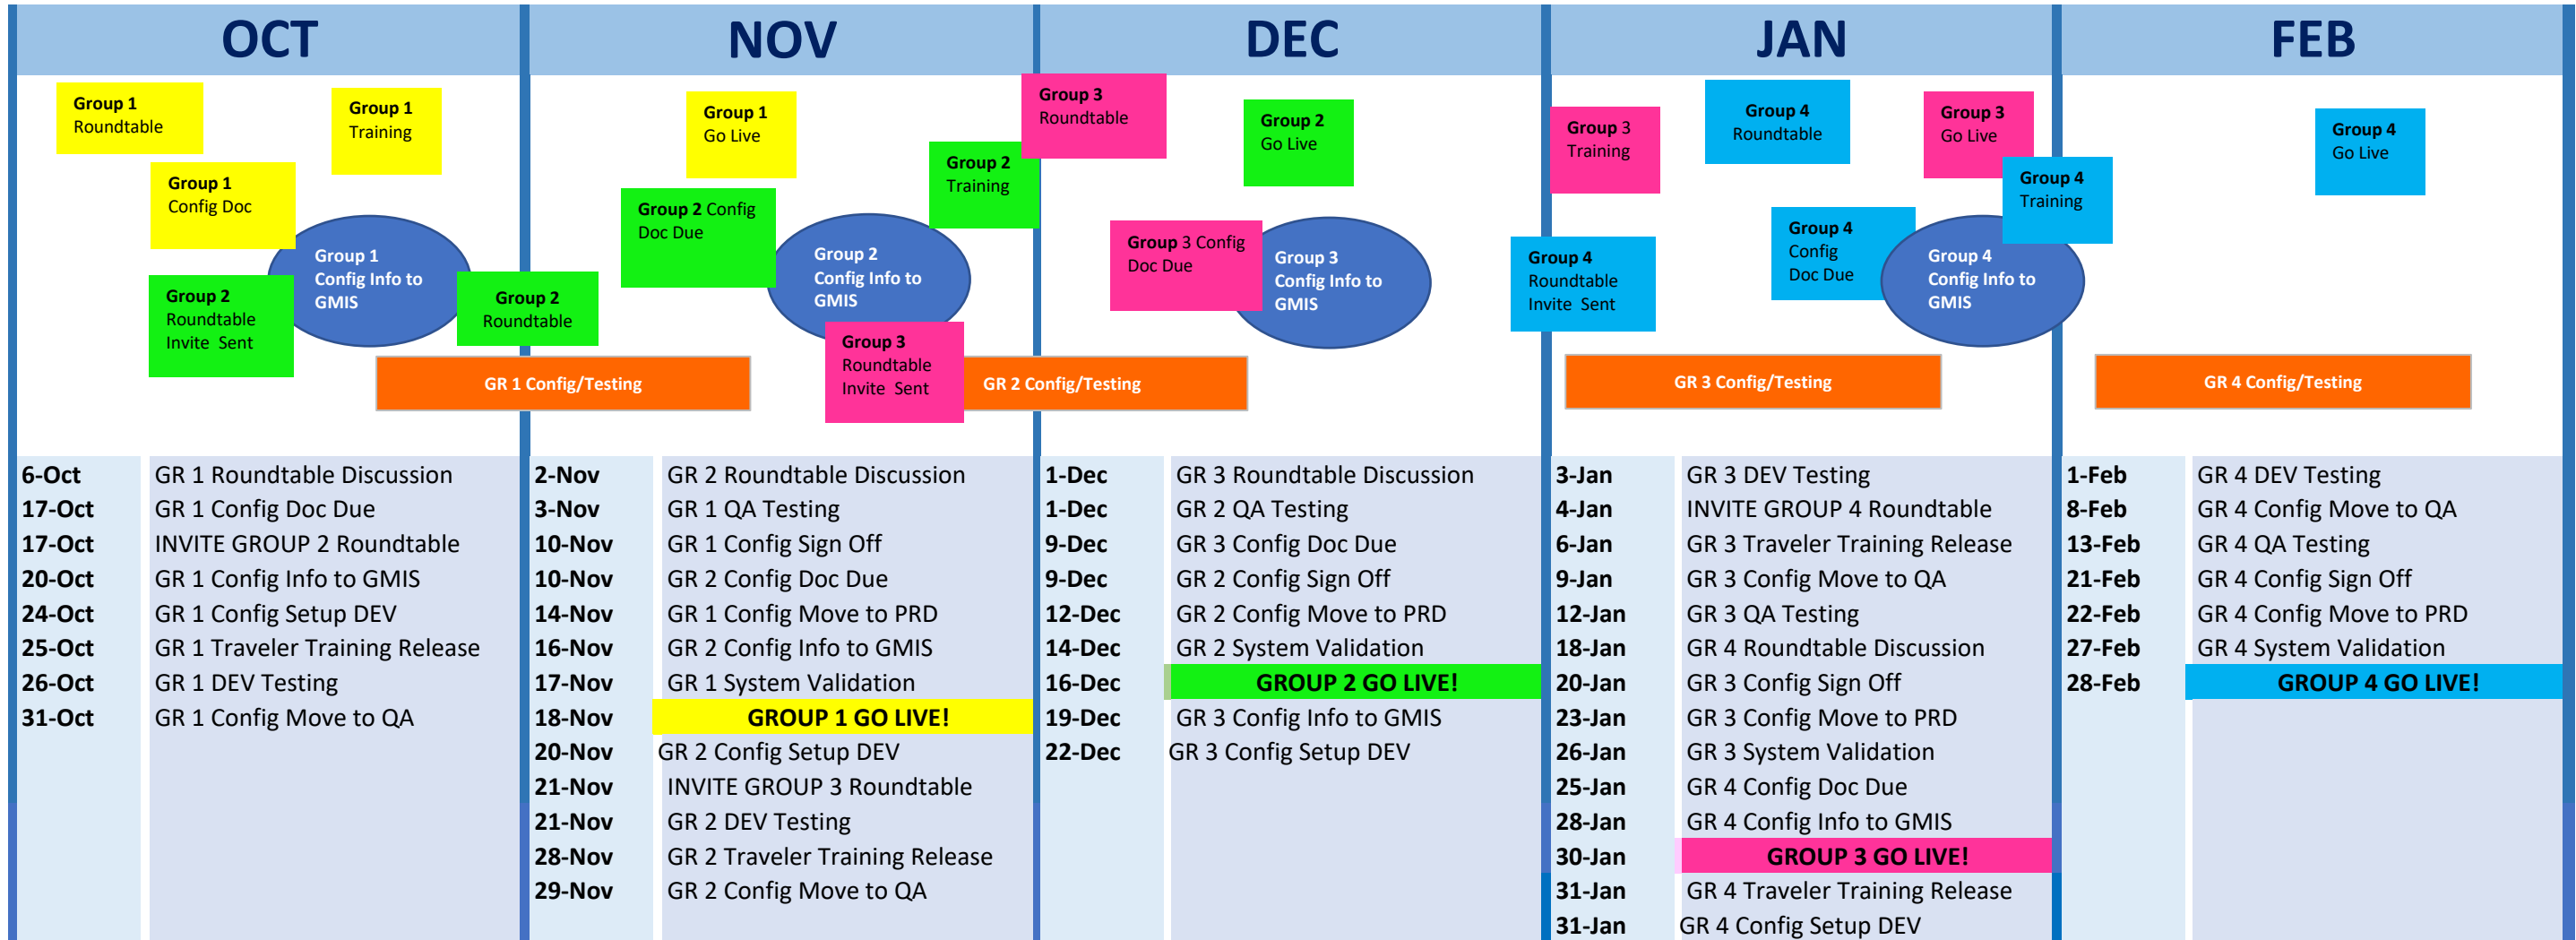 OCT
NOV
DEC
JAN
FEB
Group 1
Roundtable
Group 1
Training
Group 1
Config Doc
Group 1
Config Info to
GMIS
Group 2
Roundtable
Invite Sent
Group 2
Roundtable
GR 1 Config/Testing
Group 1
Go Live
Group 2 Config
Doc Due
Group 2
Training
Group 2
Config Info to
GMIS
Group 3
Roundtable
Invite Sent
GR 2 Config/Testing
Group 3
Roundtable
Group 2
Go Live
Group 3 Config
Doc Due
Group 3
Config Info to
GMIS
Group 3
Training
Group 4
Roundtable
Group 3
Go Live
Group 4
Training
Group 4
Roundtable
Invite Sent
Group 4
Config
Doc Due
Group 4
Config Info to
GMIS
GR 3 Config/Testing
Group 4
Go Live
GR 4 Config/Testing
6-Oct GR 1 Roundtable Discussion
17-Oct GR 1 Config Doc Due
17-Oct INVITE GROUP 2 Roundtable
20-Oct GR 1 Config Info to GMIS
24-Oct GR 1 Config Setup DEV
25-Oct GR 1 Traveler Training Release
26-Oct GR 1 DEV Testing
31-Oct GR 1 Config Move to QA
2-Nov GR 2 Roundtable Discussion
3-Nov GR 1 QA Testing
10-Nov GR 1 Config Sign Off
10-Nov GR 2 Config Doc Due
14-Nov GR 1 Config Move to PRD
16-Nov GR 2 Config Info to GMIS
17-Nov GR 1 System Validation
18-Nov GROUP 1 GO LIVE!
20-Nov GR 2 Config Setup DEV
21-Nov INVITE GROUP 3 Roundtable
21-Nov GR 2 DEV Testing
28-Nov GR 2 Traveler Training Release
29-Nov GR 2 Config Move to QA
1-Dec GR 3 Roundtable Discussion
1-Dec GR 2 QA Testing
9-Dec GR 3 Config Doc Due
9-Dec GR 2 Config Sign Off
12-Dec GR 2 Config Move to PRD
14-Dec GR 2 System Validation
16-Dec GROUP 2 GO LIVE!
19-Dec GR 3 Config Info to GMIS
22-Dec GR 3 Config Setup DEV
3-Jan GR 3 DEV Testing
4-Jan INVITE GROUP 4 Roundtable
6-Jan GR 3 Traveler Training Release
9-Jan GR 3 Config Move to QA
12-Jan GR 3 QA Testing
18-Jan GR 4 Roundtable Discussion
20-Jan GR 3 Config Sign Off
23-Jan GR 3 Config Move to PRD
26-Jan GR 3 System Validation
25-Jan GR 4 Config Doc Due
28-Jan GR 4 Config Info to GMIS
30-Jan GROUP 3 GO LIVE!
31-Jan GR 4 Traveler Training Release
31-Jan GR 4 Config Setup DEV
1-Feb GR 4 DEV Testing
8-Feb GR 4 Config Move to QA
13-Feb GR 4 QA Testing
21-Feb GR 4 Config Sign Off
22-Feb GR 4 Config Move to PRD
27-Feb GR 4 System Validation
28-Feb GROUP 4 GO LIVE!